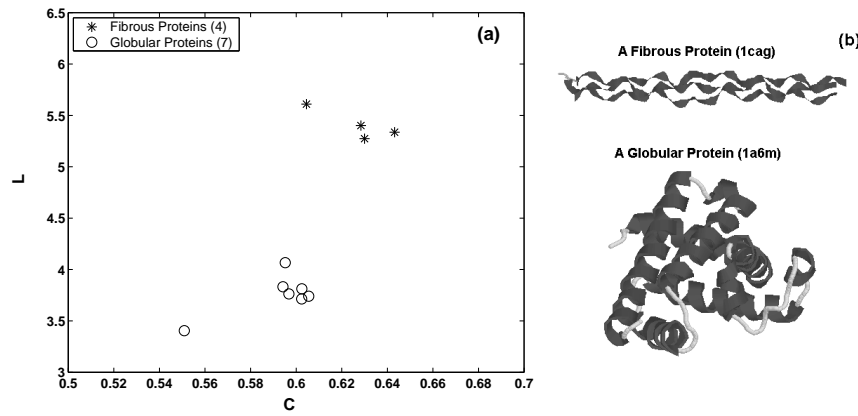 Fibrous Proteins (4)
Globular Proteins (7)
(a)
6.5
6
5.5
5
4.5
4
3.5
3
L
0.5
0.52
0.54
0.56
0.58
0.6
0.62
0.64
0.66
0.68
0.7
C
(b)
A Fibrous Protein (1cag)
A Globular Protein (1a6m)